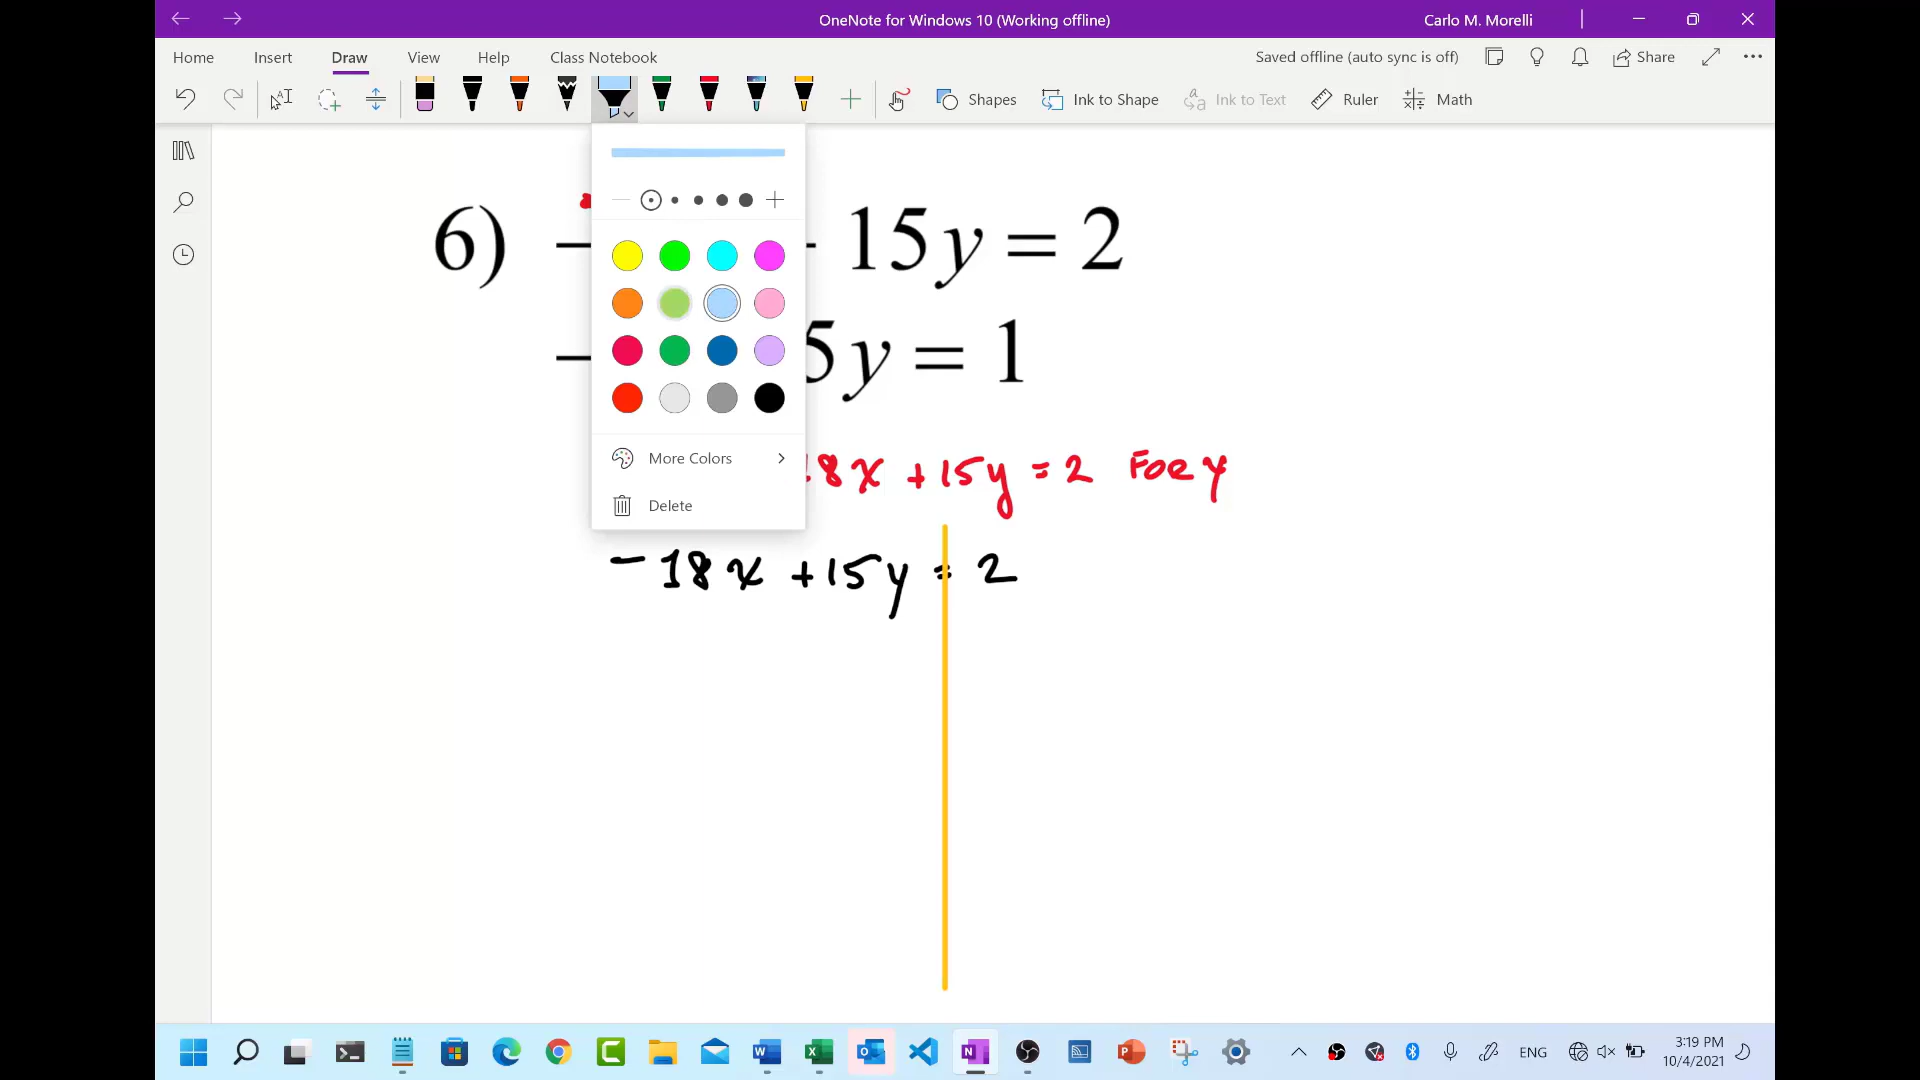 OneNote for Windows 10 (Working offline)
Carlo M. Morelli
Home Insert Draw View Help Class Notebook
Saved offline (auto sync is off) Share
Shapes Ink to Shape Ink to Text Ruler Math
6) − 15y = 2
− 5y = 1
More Colors
Delete
18x +15y = 2 For y
-18x +15y = 2
ENG
3:19 PM
10/4/2021